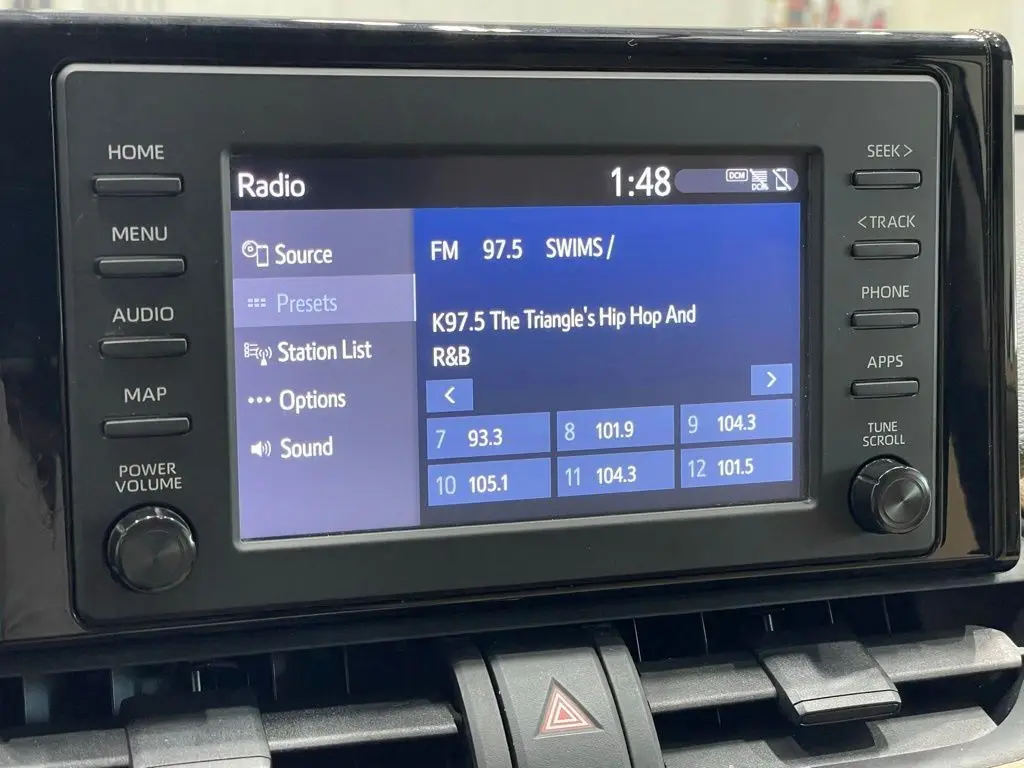 HOME
MENU
AUDIO
MAP
POWER
VOLUME
Radio
1:48
DCM
DCM
Source
Presets
Station List
Options
Sound
FM 97.5 SWIMS /
K97.5 The Triangle's Hip Hop And
R&B
<
>
7 93.3
8 101.9
9 104.3
10 105.1
11 104.3
12 101.5
SEEK >
< TRACK
PHONE
APPS
TUNE
SCROLL